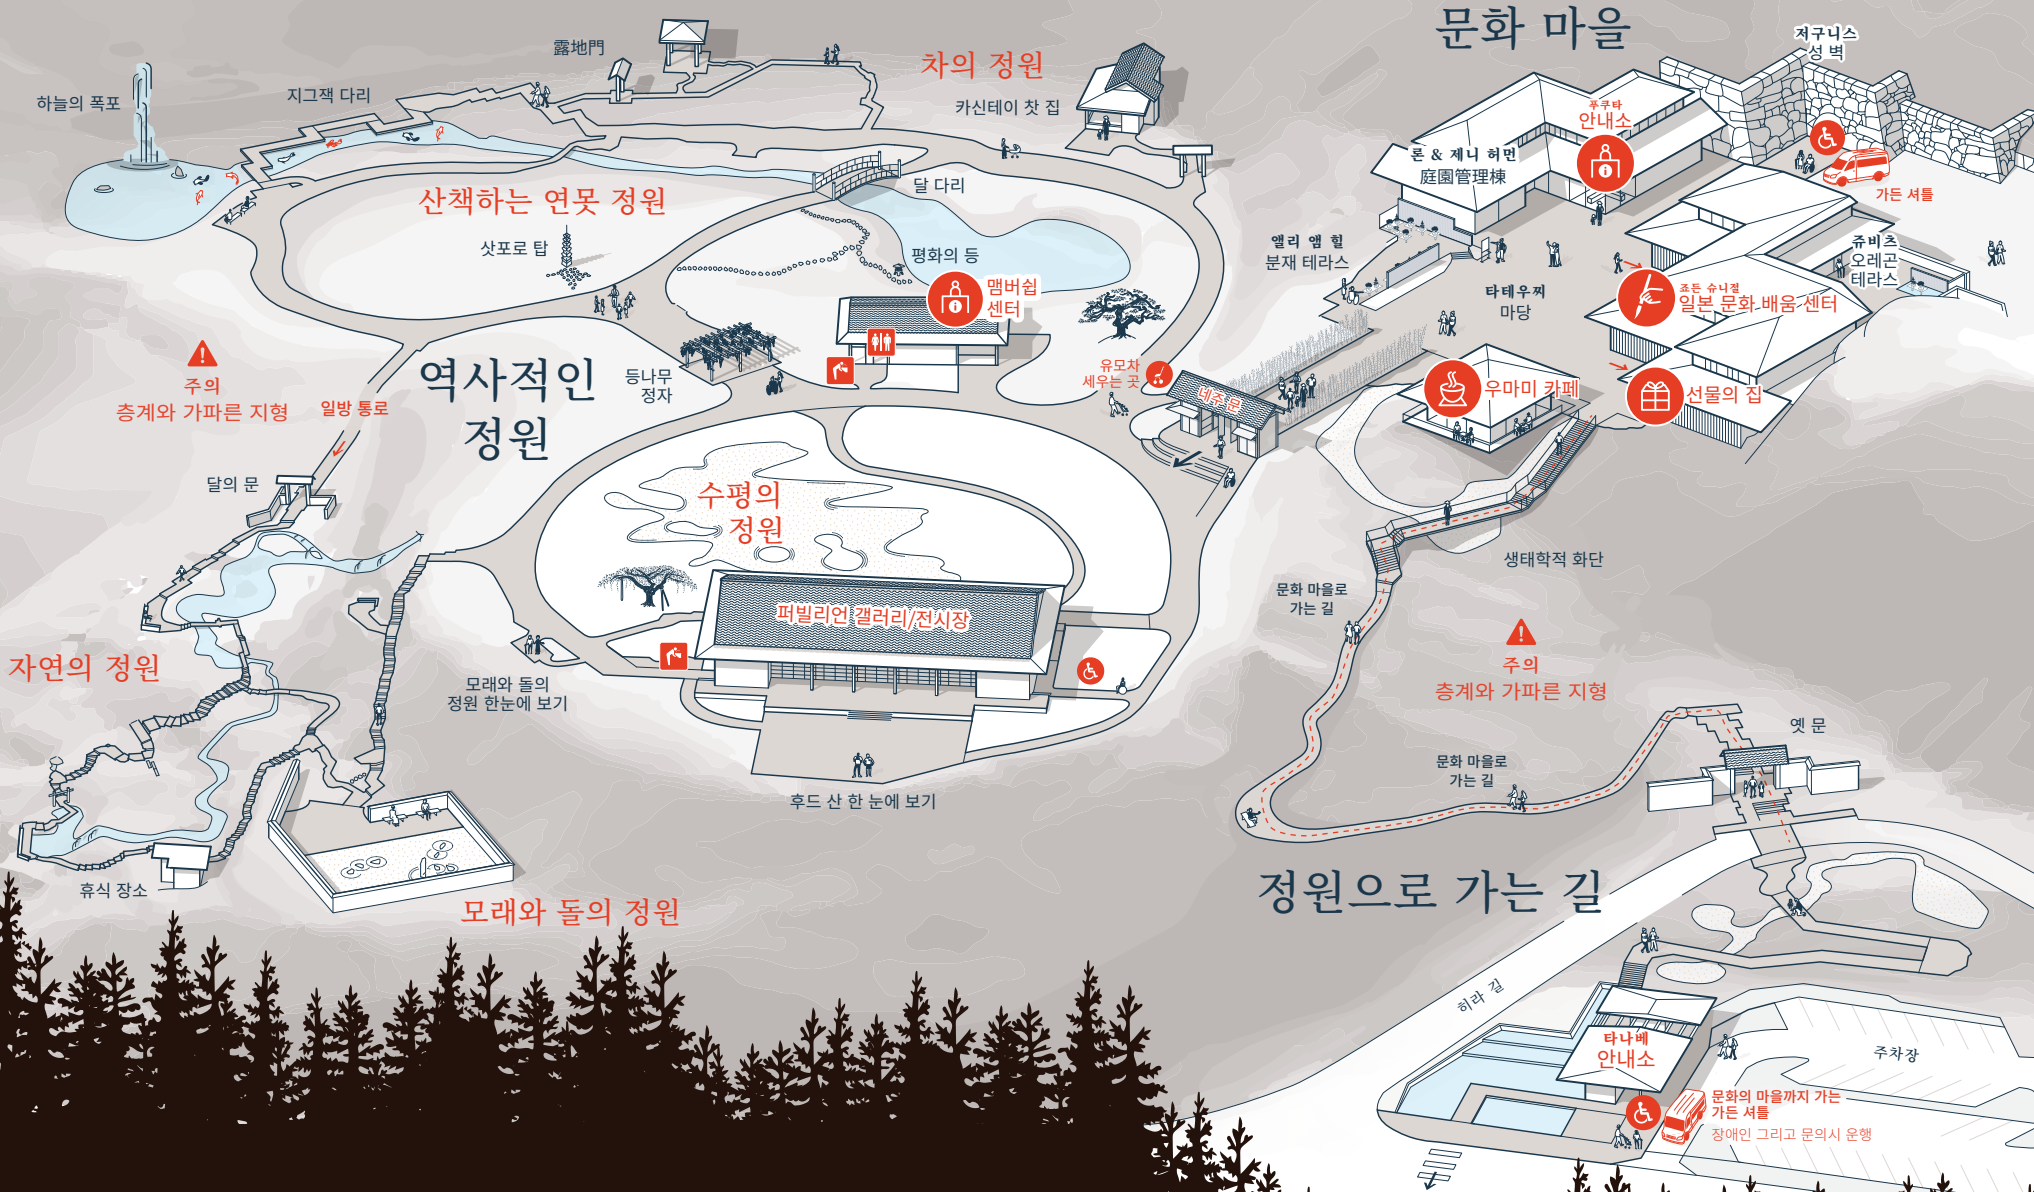 문화 마을
저구니스
성 벽
露地門
차의 정원
하늘의 폭포
지그잭 다리
카신테이 찻 집
푸쿠타
안내소
론 & 제니 허먼
庭園管理棟
가든 셔틀
산책하는 연못 정원
달 다리
삿포로 탑
평화의 등
앨리 앰 힐
분재 테라스
쥬비츠
오레곤
테라스
맴버쉽
센터
타테우찌
마당
조든 슈니절
일본 문화 배움 센터
주의
층계와 가파른 지형
일방 통로
역사적인
정원
등나무
정자
유모차
세우는 곳
네주 문
우마미 카페
선물의 집
달의 문
수평의
정원
생태학적 화단
문화 마을로
가는 길
퍼빌리언 갤러리/전시장
자연의 정원
모래와 돌의
정원 한눈에 보기
주의
층계와 가파른 지형
옛 문
문화 마을로
가는 길
후드 산 한 눈에 보기
휴식 장소
모래와 돌의 정원
정원으로 가는 길
히라 길
타나베
안내소
주차장
문화의 마을까지 가는
가든 셔틀
장애인 그리고 문의시 운행